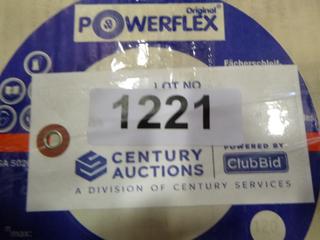 Original
POWERFLEX
Fächerschleif-
LOT NO
1221
CENTURY
AUCTIONS
POWERED BY
ClubBid
A DIVISION OF CENTURY SERVICES
120